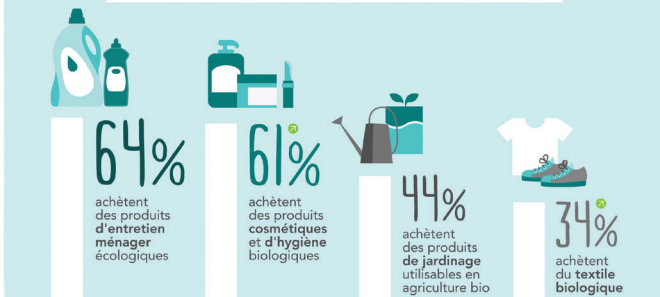 64%
achètent
des produits
d'entretien
ménager
écologiques
61%
achètent
des produits
cosmétiques
et d'hygiène
biologiques
44%
achètent
des produits
de jardinage
utilisables en
agriculture bio
34%
achètent
du textile
biologique